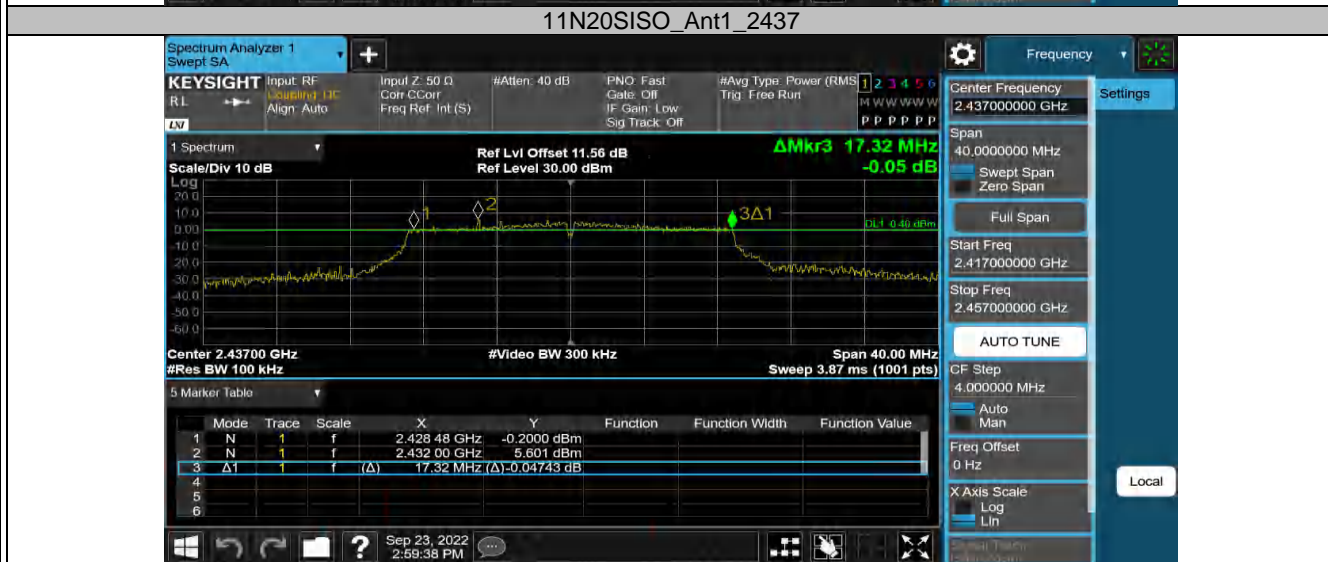 11N20SISO_Ant1_2437
Spectrum Analyzer 1
Swept SA
+
Frequency
KEYSIGHT
RL
LXI
Input: RF
Coupling: DC
Align: Auto
Input Z: 50 Ω
Corr CCorr
Freq Ref: Int (S)
#Atten: 40 dB
PNO: Fast
Gate: Off
IF Gain: Low
Sig Track: Off
#Avg Type: Power (RMS
Trig: Free Run
1 2 3 4 5 6
M W W W W W
P P P P P P
Center Frequency
2.437000000 GHz
Settings
1 Spectrum
Scale/Div 10 dB
Ref Lvl Offset 11.56 dB
Ref Level 30.00 dBm
ΔMkr3 17.32 MHz
-0.05 dB
Span
40.0000000 MHz
Swept Span
Zero Span
Full Span
Log
20.0
10.0
0.00
-10.0
-20.0
-30.0
-40.0
-50.0
-60.0
1
2
3Δ1
DL1 0.40 dBm
Start Freq
2.417000000 GHz
Stop Freq
2.457000000 GHz
AUTO TUNE
Center 2.43700 GHz
#Res BW 100 kHz
#Video BW 300 kHz
Span 40.00 MHz
Sweep 3.87 ms (1001 pts)
CF Step
4.000000 MHz
Auto
Man
5 Marker Table
Mode Trace Scale X Y Function Function Width Function Value
1 N 1 f 2.428 48 GHz -0.2000 dBm
2 N 1 f 2.432 00 GHz 5.601 dBm
3 Δ1 1 f (Δ) 17.32 MHz (Δ) -0.04743 dB
4
5
6
Freq Offset
0 Hz
X Axis Scale
Log
Lin
Local
?
Sep 23, 2022
2:59:38 PM